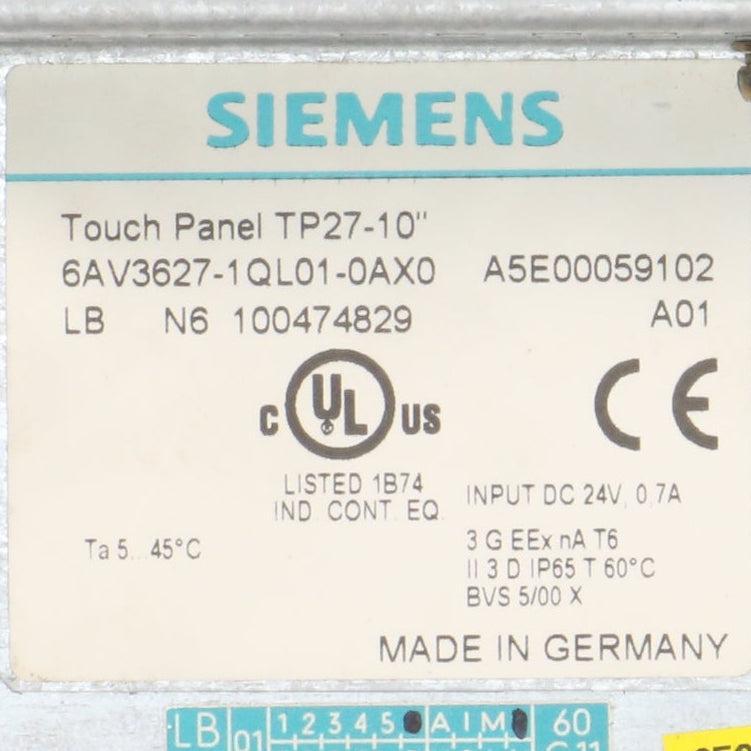 SIEMENS
Touch Panel TP27-10"
6AV3627-1QL01-0AX0 A5E00059102
LB N6 100474829 A01
C UL US
CE
LISTED 1B74
IND. CONT. EQ.
INPUT DC 24V, 0,7A
Ta 5...45°C
3 G EEx nA T6
II 3 D IP65 T 60°C
BVS 5/00 X
MADE IN GERMANY
LB 01 1 2 3 4 5 A I M 60